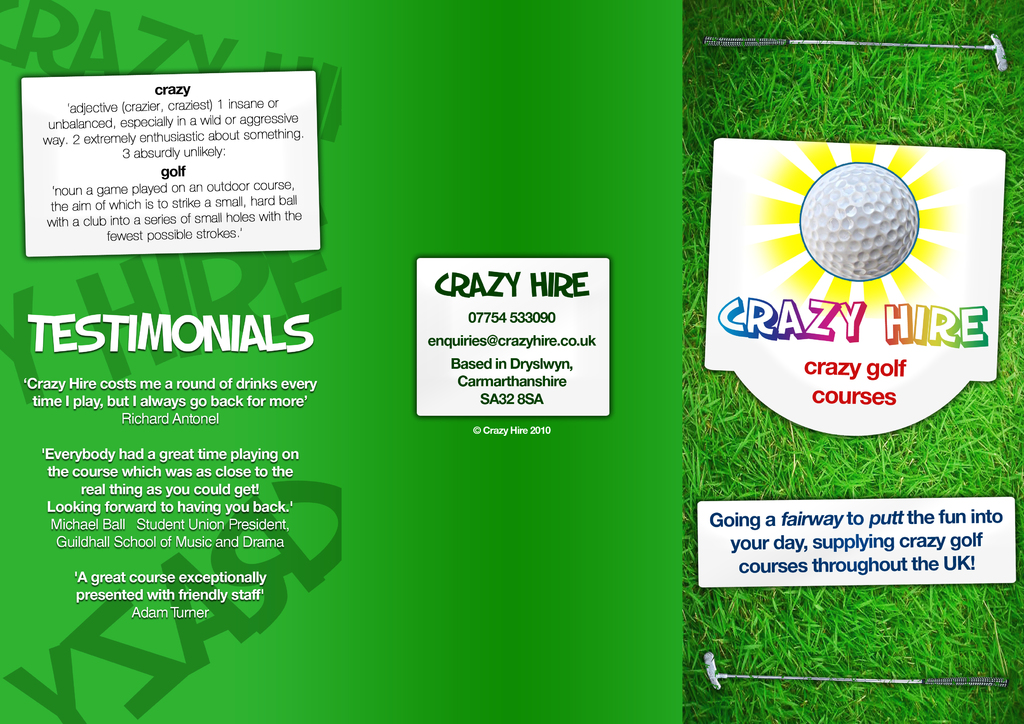 crazy
'adjective (crazier, craziest) 1 insane or
unbalanced, especially in a wild or aggressive
way. 2 extremely enthusiastic about something.
3 absurdly unlikely:
golf
'noun a game played on an outdoor course,
the aim of which is to strike a small, hard ball
with a club into a series of small holes with the
fewest possible strokes.'
TESTIMONIALS
'Crazy Hire costs me a round of drinks every
time I play, but I always go back for more'
Richard Antonel
'Everybody had a great time playing on
the course which was as close to the
real thing as you could get!
Looking forward to having you back.'
Michael Ball Student Union President,
Guildhall School of Music and Drama
'A great course exceptionally
presented with friendly staff'
Adam Turner
CRAZY HIRE
07754 533090
enquiries@crazyhire.co.uk
Based in Dryslwyn,
Carmarthanshire
SA32 8SA
© Crazy Hire 2010
CRAZY HIRE
crazy golf
courses
Going a fairway to putt the fun into
your day, supplying crazy golf
courses throughout the UK!